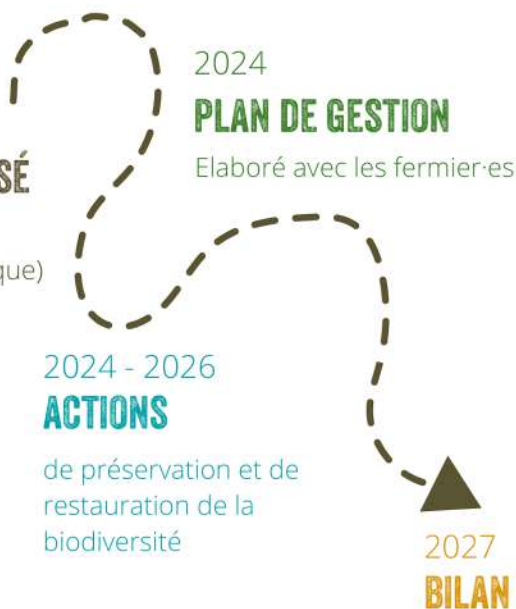 2024
PLAN DE GESTION
Elaboré avec les fermier·es
2024 - 2026
ACTIONS
de préservation et de
restauration de la
biodiversité
2027
BILAN